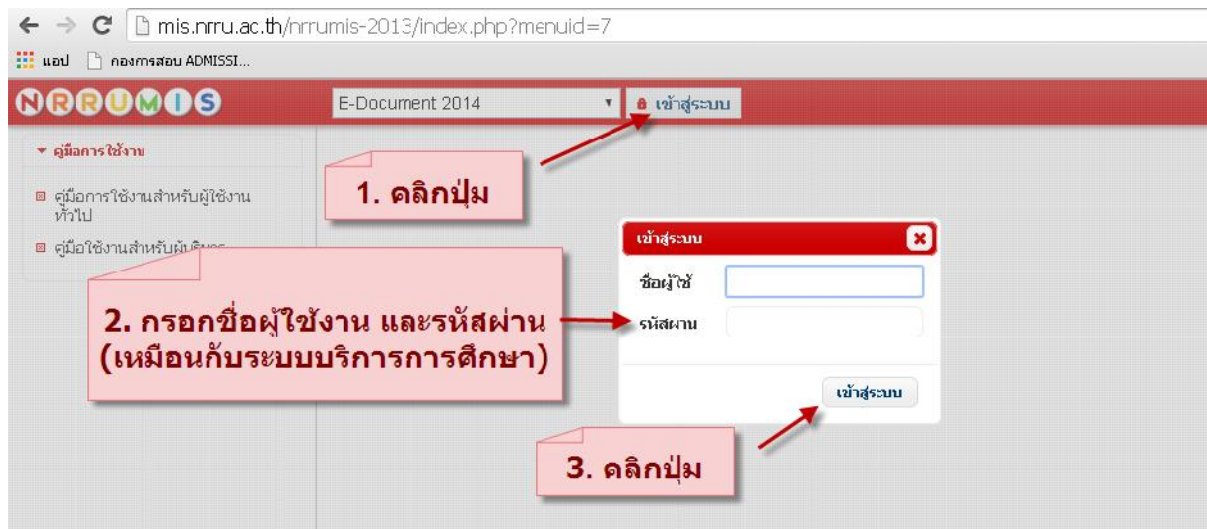 mis.nrru.ac.th/nrrumis-2013/index.php?menuid=7
แอป กองการสอบ ADMISSI...
NRRUMIS E-Document 2014 เข้าสู่ระบบ
คู่มือการใช้งาน
1. คลิกปุ่ม
คู่มือการใช้งานสำหรับผู้ใช้งาน
ทั่วไป
คู่มือใช้งานสำหรับผู้บริหาร
เข้าสู่ระบบ
ชื่อผู้ใช้
2. กรอกชื่อผู้ใช้งาน และรหัสผ่าน
(เหมือนกับระบบบริการการศึกษา)
รหัสผ่าน
เข้าสู่ระบบ
3. คลิกปุ่ม